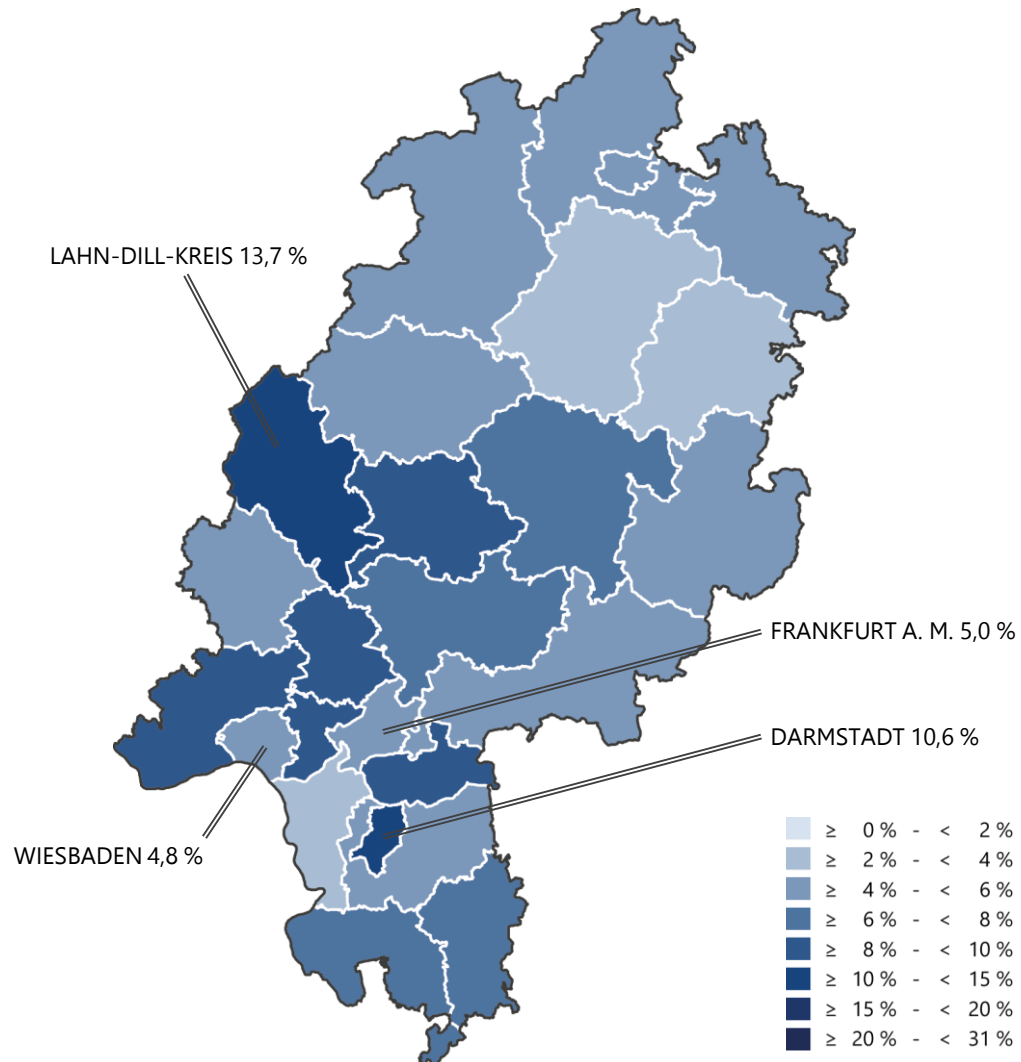 LAHN-DILL-KREIS 13,7 %
FRANKFURT A. M. 5,0 %
DARMSTADT 10,6 %
WIESBADEN 4,8 %
≥ 0 % - < 2 %
≥ 2 % - < 4 %
≥ 4 % - < 6 %
≥ 6 % - < 8 %
≥ 8 % - < 10 %
≥ 10 % - < 15 %
≥ 15 % - < 20 %
≥ 20 % - < 31 %